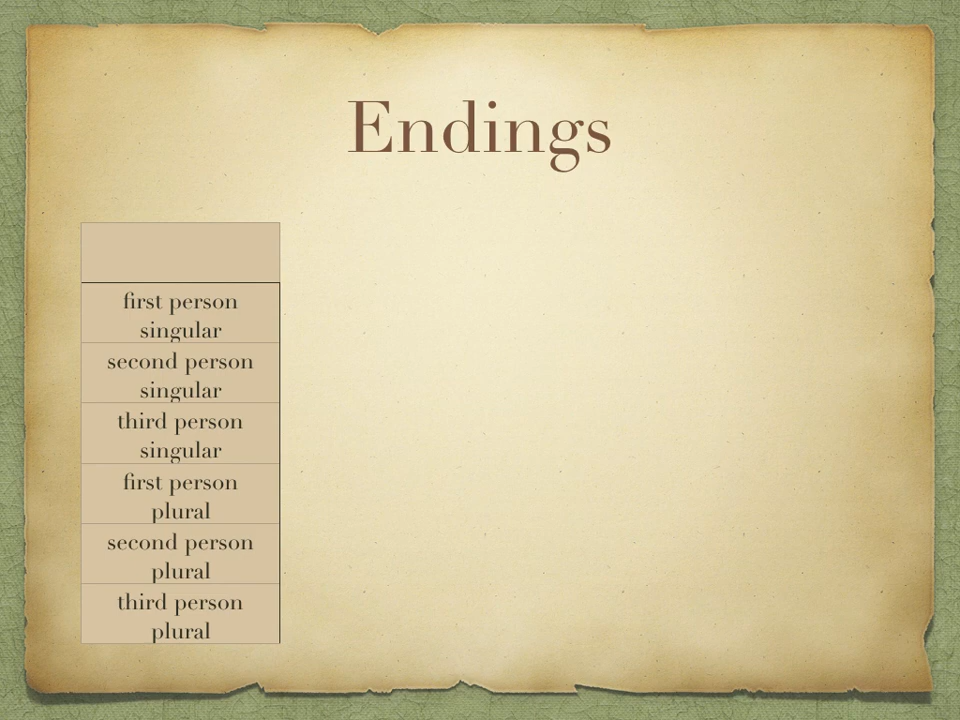 Endings
first person
singular
second person
singular
third person
singular
first person
plural
second person
plural
third person
plural